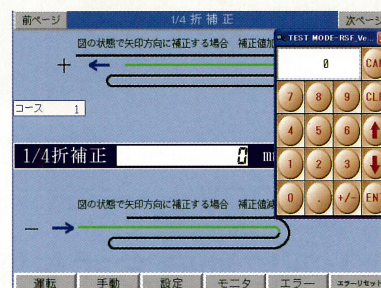 前ページ
1/4 折 補 正
次ページ
図の状態で矢印方向に補正する場合 補正値加
TEST MODE-RSF_Ve...
+
0
CAN
コース 1
7 8 9 CLE
4 5 6
1/4折補正 0 mm
1 2 3
0 . +/- ENT
図の状態で矢印方向に補正する場合 補正値減
−
運転 手動 設定 モニタ エラー エラーリセット